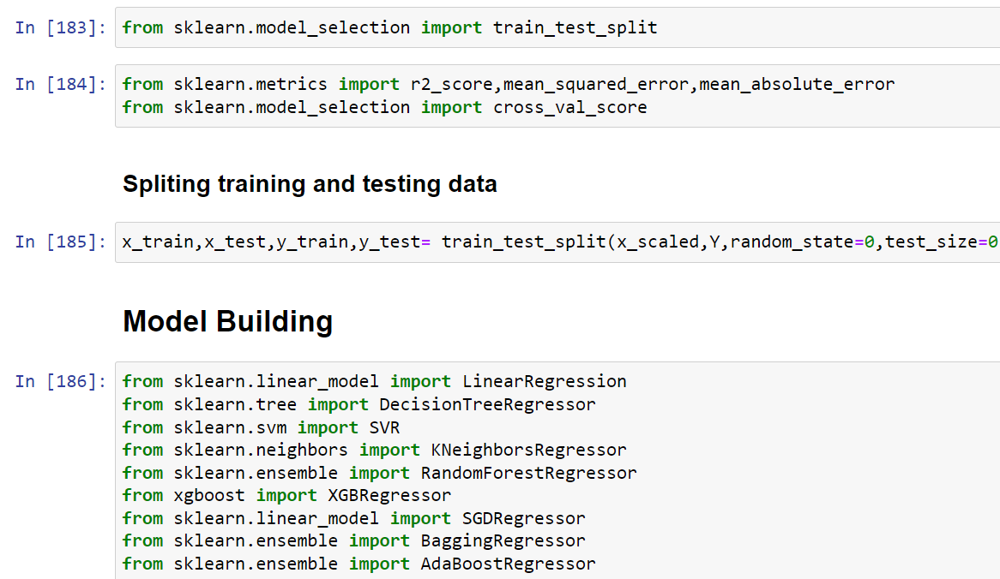 In [183]: from sklearn.model_selection import train_test_split
In [184]: from sklearn.metrics import r2_score,mean_squared_error,mean_absolute_error
from sklearn.model_selection import cross_val_score
Spliting training and testing data
In [185]: x_train,x_test,y_train,y_test= train_test_split(x_scaled,Y,random_state=0,test_size=0
Model Building
In [186]: from sklearn.linear_model import LinearRegression
from sklearn.tree import DecisionTreeRegressor
from sklearn.svm import SVR
from sklearn.neighbors import KNeighborsRegressor
from sklearn.ensemble import RandomForestRegressor
from xgboost import XGBRegressor
from sklearn.linear_model import SGDRegressor
from sklearn.ensemble import BaggingRegressor
from sklearn.ensemble import AdaBoostRegressor